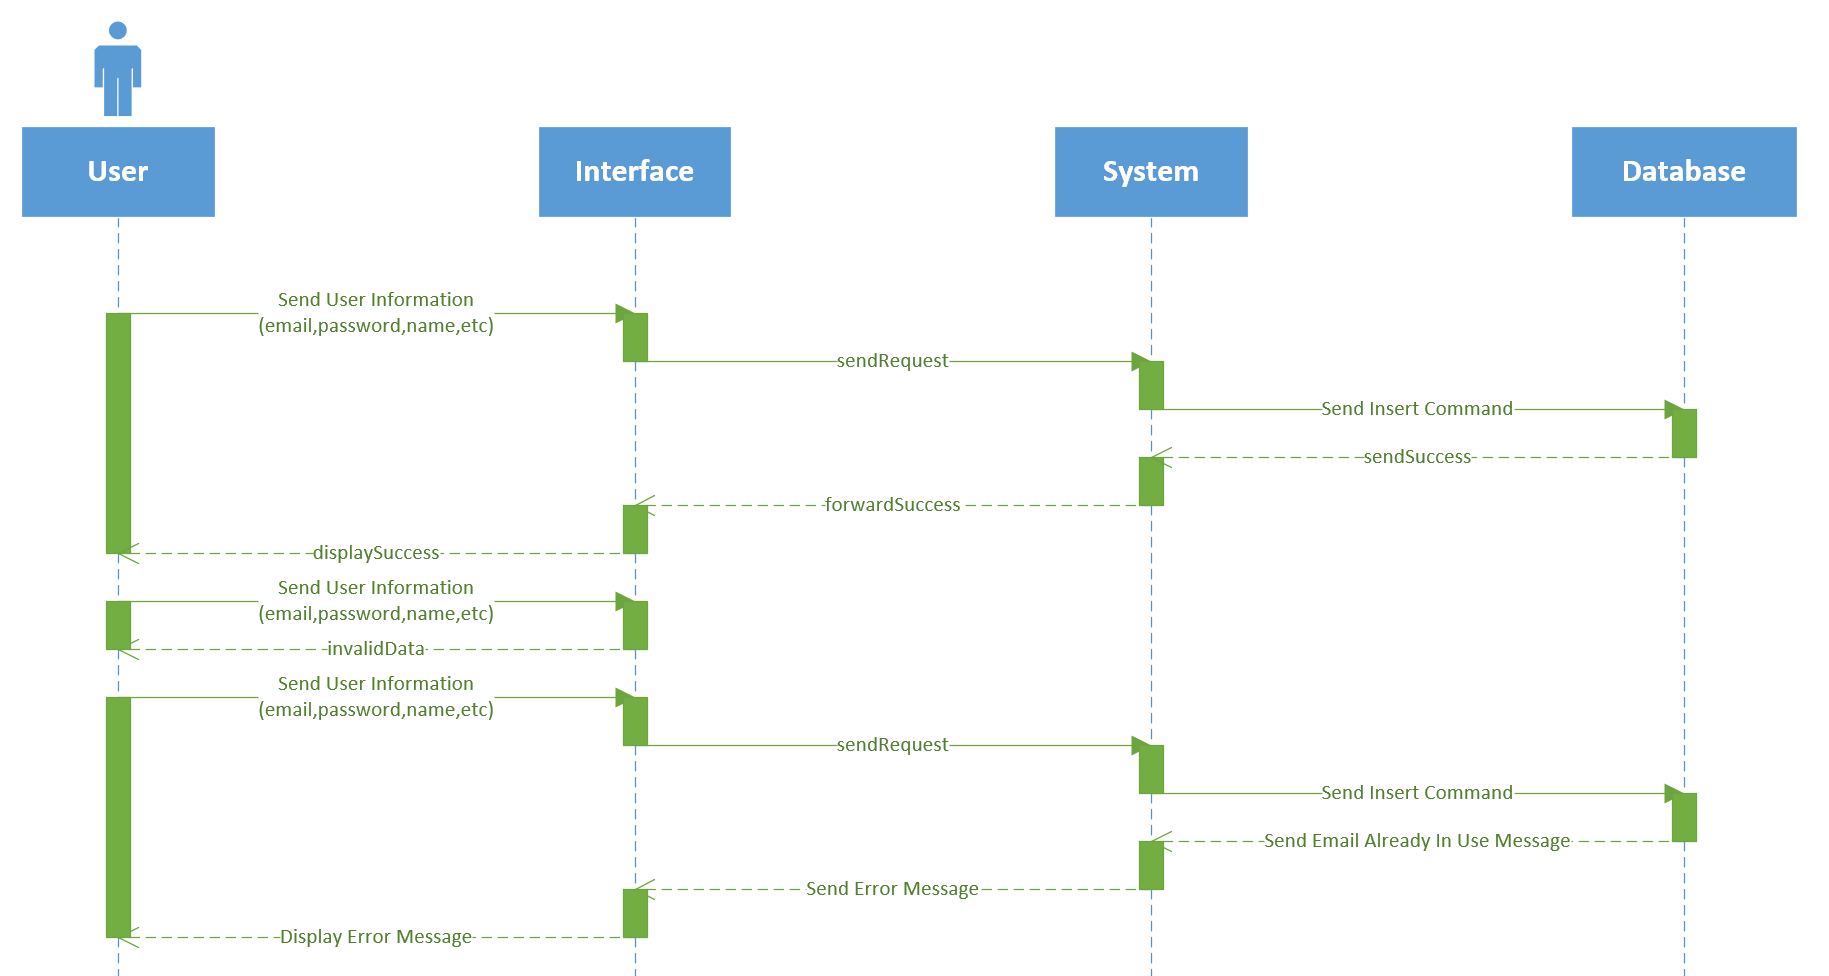 User
Interface
System
Database
Send User Information
(email,password,name,etc)
sendRequest
Send Insert Command
sendSuccess
forwardSuccess
displaySuccess
Send User Information
(email,password,name,etc)
invalidData
Send User Information
(email,password,name,etc)
sendRequest
Send Insert Command
Send Email Already In Use Message
Send Error Message
Display Error Message